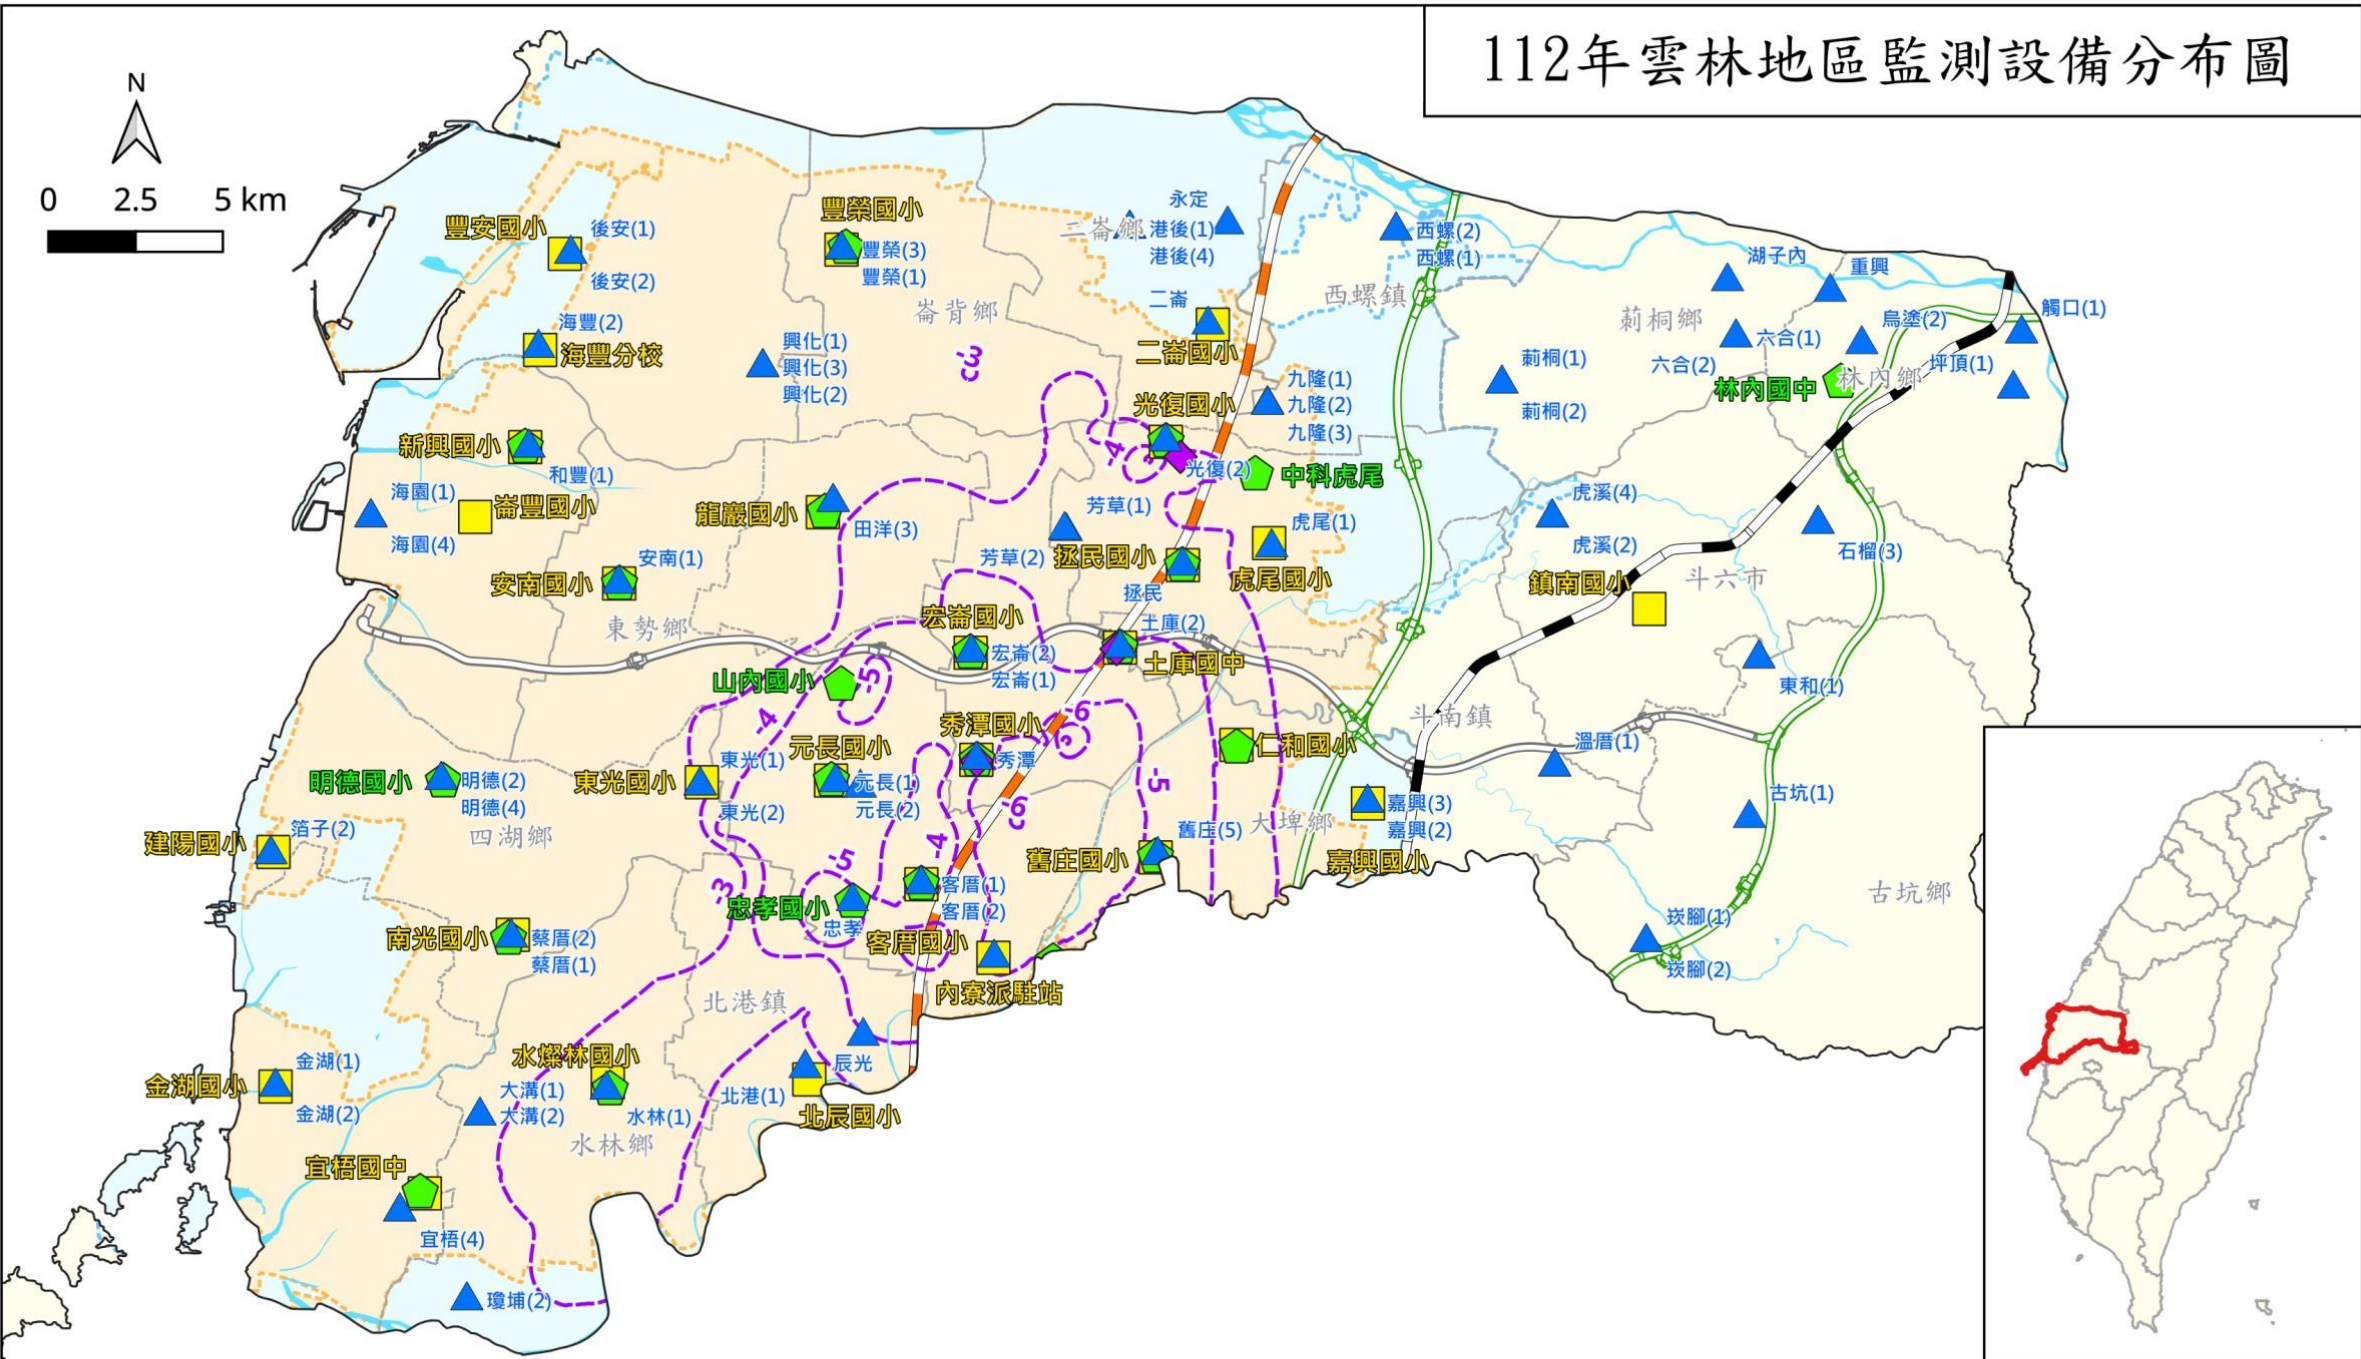 112年雲林地區監測設備分布圖
N
0 2.5 5 km
豐安國小
後安(1)
後安(2)
豐榮國小
豐榮(3)
豐榮(1)
崙背鄉
二崙鄉
永定
港後(1)
港後(4)
二崙
二崙國小
西螺(2)
西螺(1)
西螺鎮
湖子內
重興
莿桐鄉
烏塗(2)
觸口(1)
六合(1)
六合(2)
坪頂(1)
林內國中
林內鄉
莿桐(1)
莿桐(2)
海豐(2)
海豐分校
興化(1)
興化(3)
興化(2)
-3
九隆(1)
九隆(2)
九隆(3)
光復國小
-4
光復(2)
中科虎尾
新興國小
和豐(1)
海園(1)
海園(4)
崙豐國小
龍巖國小
田洋(3)
芳草(1)
芳草(2)
拯民國小
拯民
虎尾(1)
虎尾國小
虎溪(4)
虎溪(2)
石榴(3)
鎮南國小
斗六市
安南國小
安南(1)
東勢鄉
宏崙國小
宏崙(2)
宏崙(1)
土庫(2)
土庫國中
東和(1)
山內國小
-5
-4
秀潭國小
秀潭
-6
斗南鎮
溫厝(1)
仁和國小
元長國小
元長(1)
元長(2)
東光(1)
東光國小
東光(2)
明德國小
明德(2)
明德(4)
四湖鄉
-6
-5
古坑(1)
嘉興(3)
嘉興(2)
嘉興國小
大埤鄉
建陽國小
箔子(2)
-4
舊庄(5)
舊庄國小
-5
-3
忠孝國小
忠孝
客厝(1)
客厝(2)
客厝國小
古坑鄉
崁腳(1)
崁腳(2)
南光國小
蔡厝(2)
蔡厝(1)
內寮派駐站
北港鎮
辰光
水燦林國小
金湖(1)
金湖國小
金湖(2)
大溝(1)
大溝(2)
水林(1)
水林鄉
北港(1)
北辰國小
宜梧國中
宜梧(4)
瓊埔(2)